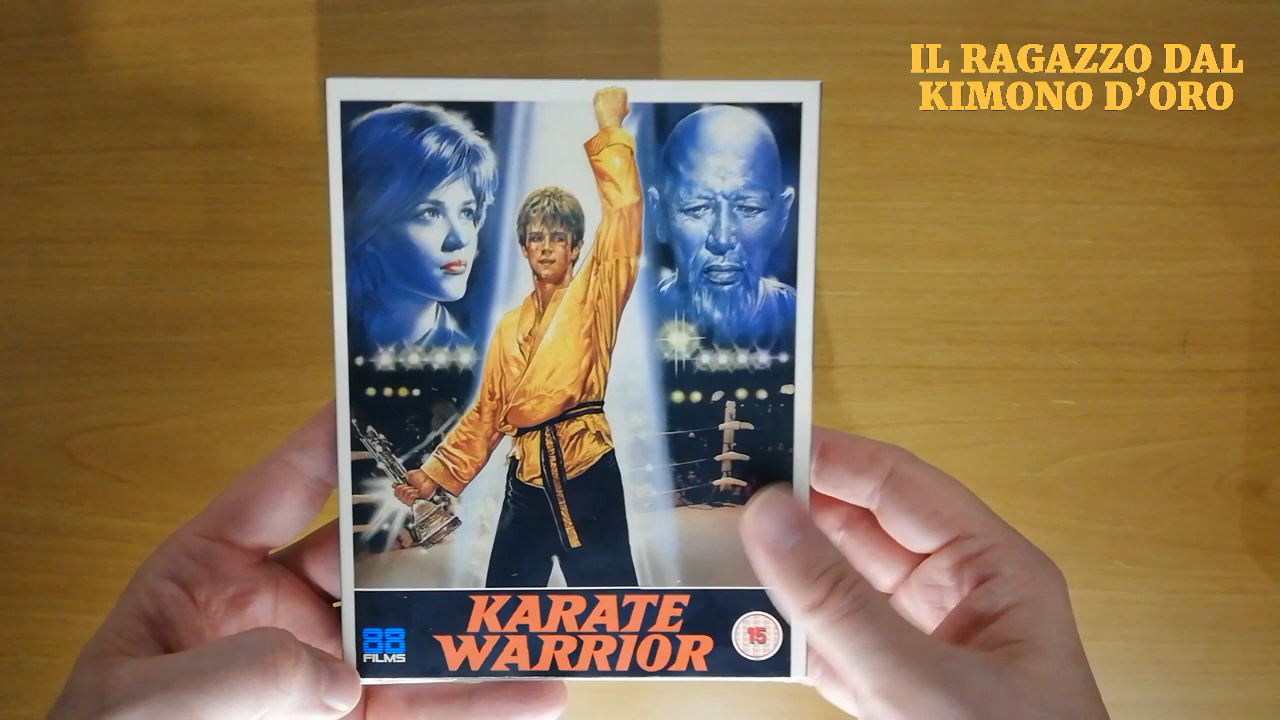 IL RAGAZZO DAL
KIMONO D'ORO
KARATE
WARRIOR
88
FILMS
15